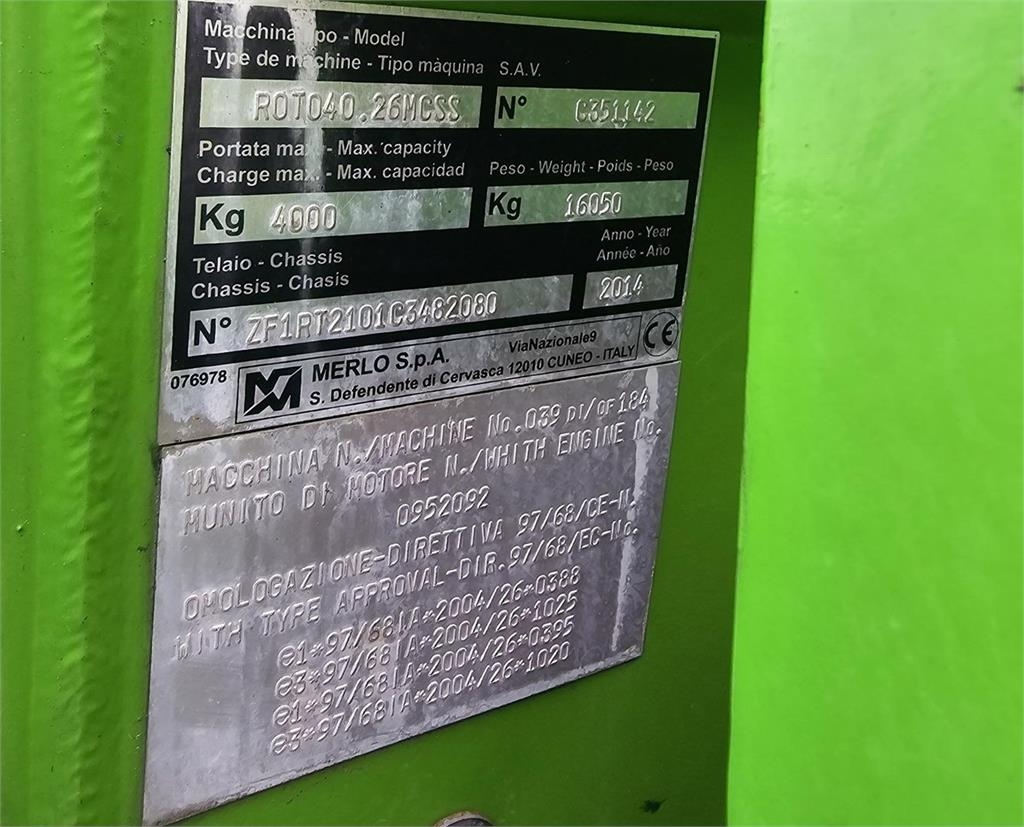 Macchina tipo - Model
Type de machine - Tipo màquina S.A.V.
ROTO40.26MCSS N° C351142
Portata max. - Max. capacity
Charge max. - Max. capacidad Peso - Weight - Poids - Peso
Kg 4000 Kg 16050
Telaio - Chassis Anno - Year
Chassis - Chasis Année - Año
N° ZF1RT2101C3482080 2014
076978 MERLO S.p.A. ViaNazionale9 CE
S. Defendente di Cervasca 12010 CUNEO - ITALY
MACCHINA N./MACHINE No.039 DI/OF 184
MUNITO DI MOTORE N./WHITH ENGINE No.
0952092
OMOLOGAZIONE-DIRETTIVA 97/68/CE-N.
WITH TYPE APPROVAL-DIR.97/68/EC-No.
e1*97/68IA*2004/26*0388
e3*97/68IA*2004/26*1025
e1*97/68IA*2004/26*0395
e3*97/68IA*2004/26*1020